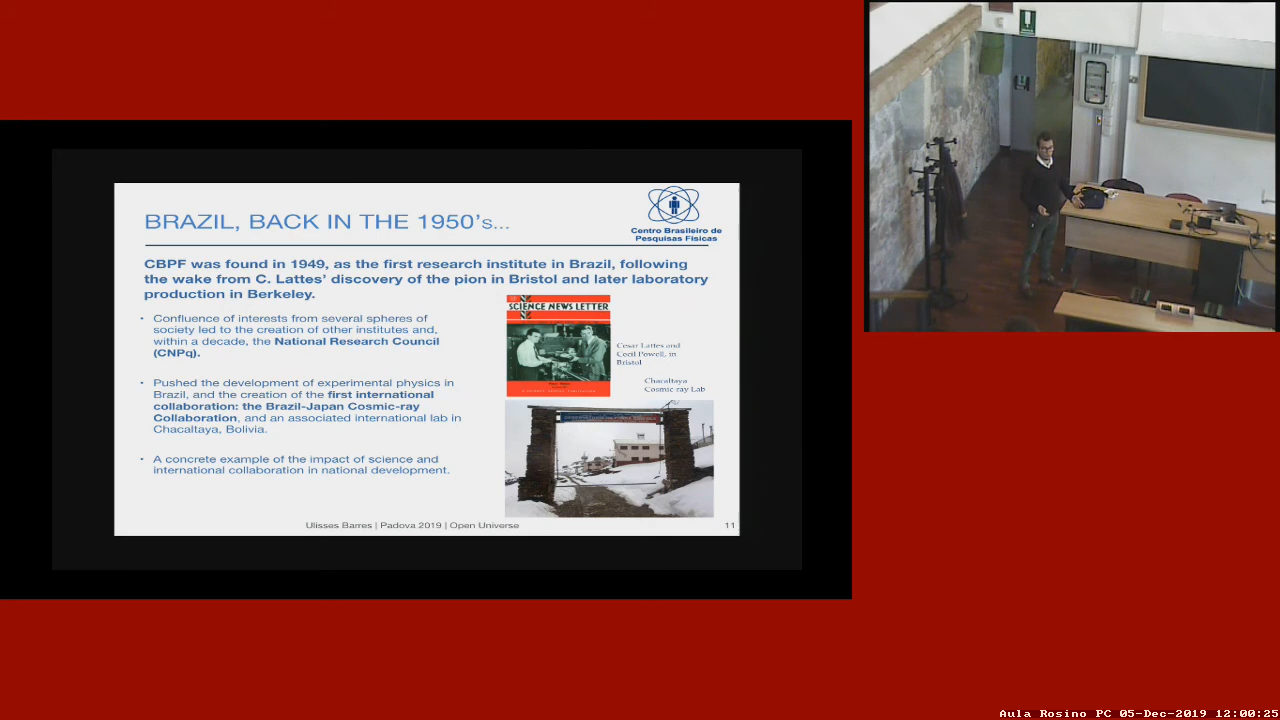 BRAZIL, BACK IN THE 1950's...
Centro Brasileiro de
Pesquisas Físicas
CBPF was found in 1949, as the first research institute in Brazil, following
the wake from C. Lattes' discovery of the pion in Bristol and later laboratory
production in Berkeley.
• Confluence of interests from several spheres of
society led to the creation of other institutes and,
within a decade, the National Research Council
(CNPq).
• Pushed the development of experimental physics in
Brazil, and the creation of the first international
collaboration: the Brazil-Japan Cosmic-ray
Collaboration, and an associated international lab in
Chacaltaya, Bolivia.
• A concrete example of the impact of science and
international collaboration in national development.
SCIENCE NEWS LETTER
Cesar Lattes and
Cecil Powell, in
Bristol
Chacaltaya
Cosmic-ray Lab
Ulisses Barres | Padova 2019 | Open Universe
11
Aula Rosino PC 05-Dec-2019 12:00:25